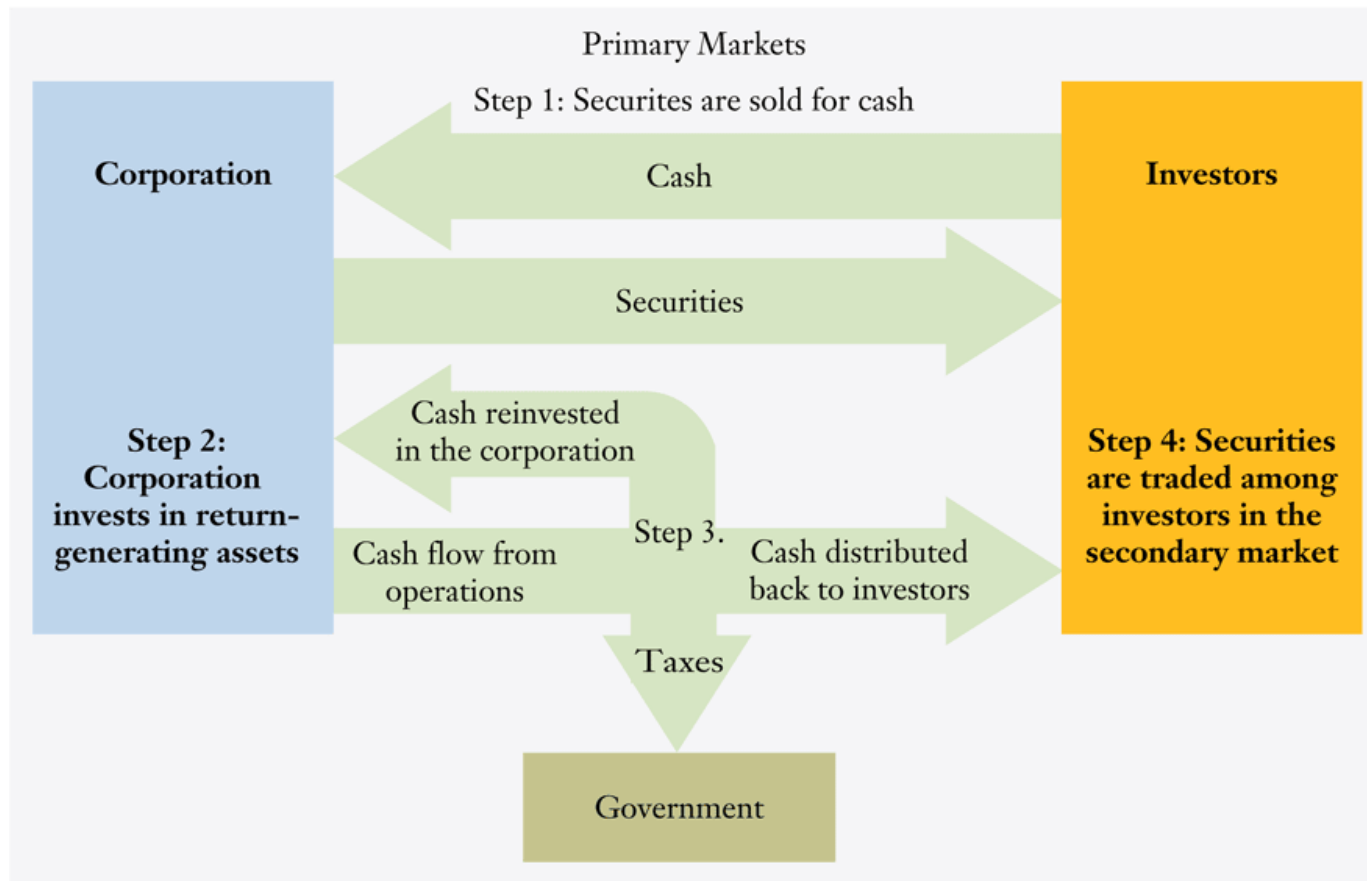 Primary Markets
Step 1: Securites are sold for cash
Corporation
Cash
Investors
Securities
Cash reinvested
in the corporation
Step 2:
Corporation
invests in return-
generating assets
Step 3.
Cash flow from
operations
Cash distributed
back to investors
Step 4: Securities
are traded among
investors in the
secondary market
Taxes
Government